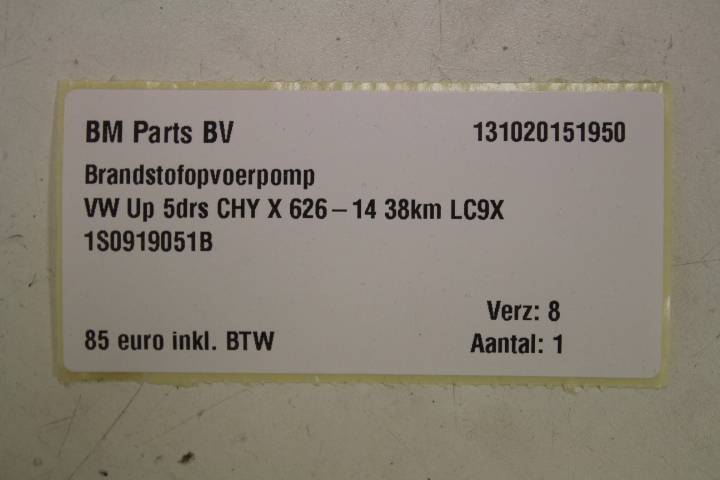 BM Parts BV 131020151950
Brandstofopvoerpomp
VW Up 5drs CHY X 626-14 38km LC9X
1S0919051B
Verz: 8
85 euro inkl. BTW Aantal: 1